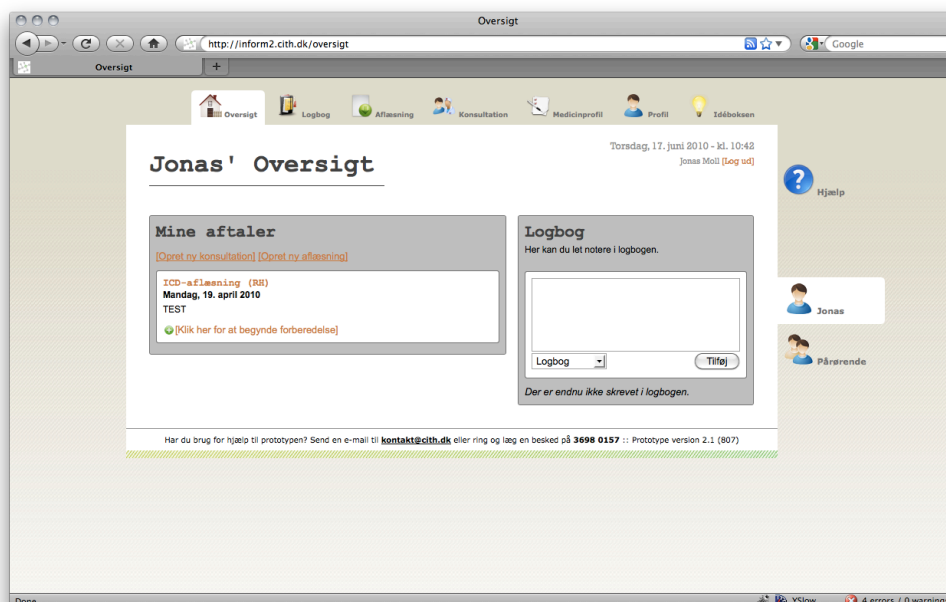 Oversigt
http://inform2.cith.dk/oversigt
Google
Oversigt
+
Oversigt
Logbog
Aflæsning
Konsultation
Medicinprofil
Profil
Idéboksen
Torsdag, 17. juni 2010 - kl. 10:42
Jonas Moll [Log ud]
Jonas' Oversigt
? Hjælp
Mine aftaler
[Opret ny konsultation] [Opret ny aflæsning]
ICD-aflæsning (RH)
Mandag, 19. april 2010
TEST
[Klik her for at begynde forberedelse]
Logbog
Her kan du let notere i logbogen.
Logbog
Tilføj
Der er endnu ikke skrevet i logbogen.
Jonas
Pårørende
Har du brug for hjælp til prototypen? Send en e-mail til kontakt@cith.dk eller ring og læg en besked på 3698 0157 :: Prototype version 2.1 (807)
Done
YSlow
4 errors / 0 warning